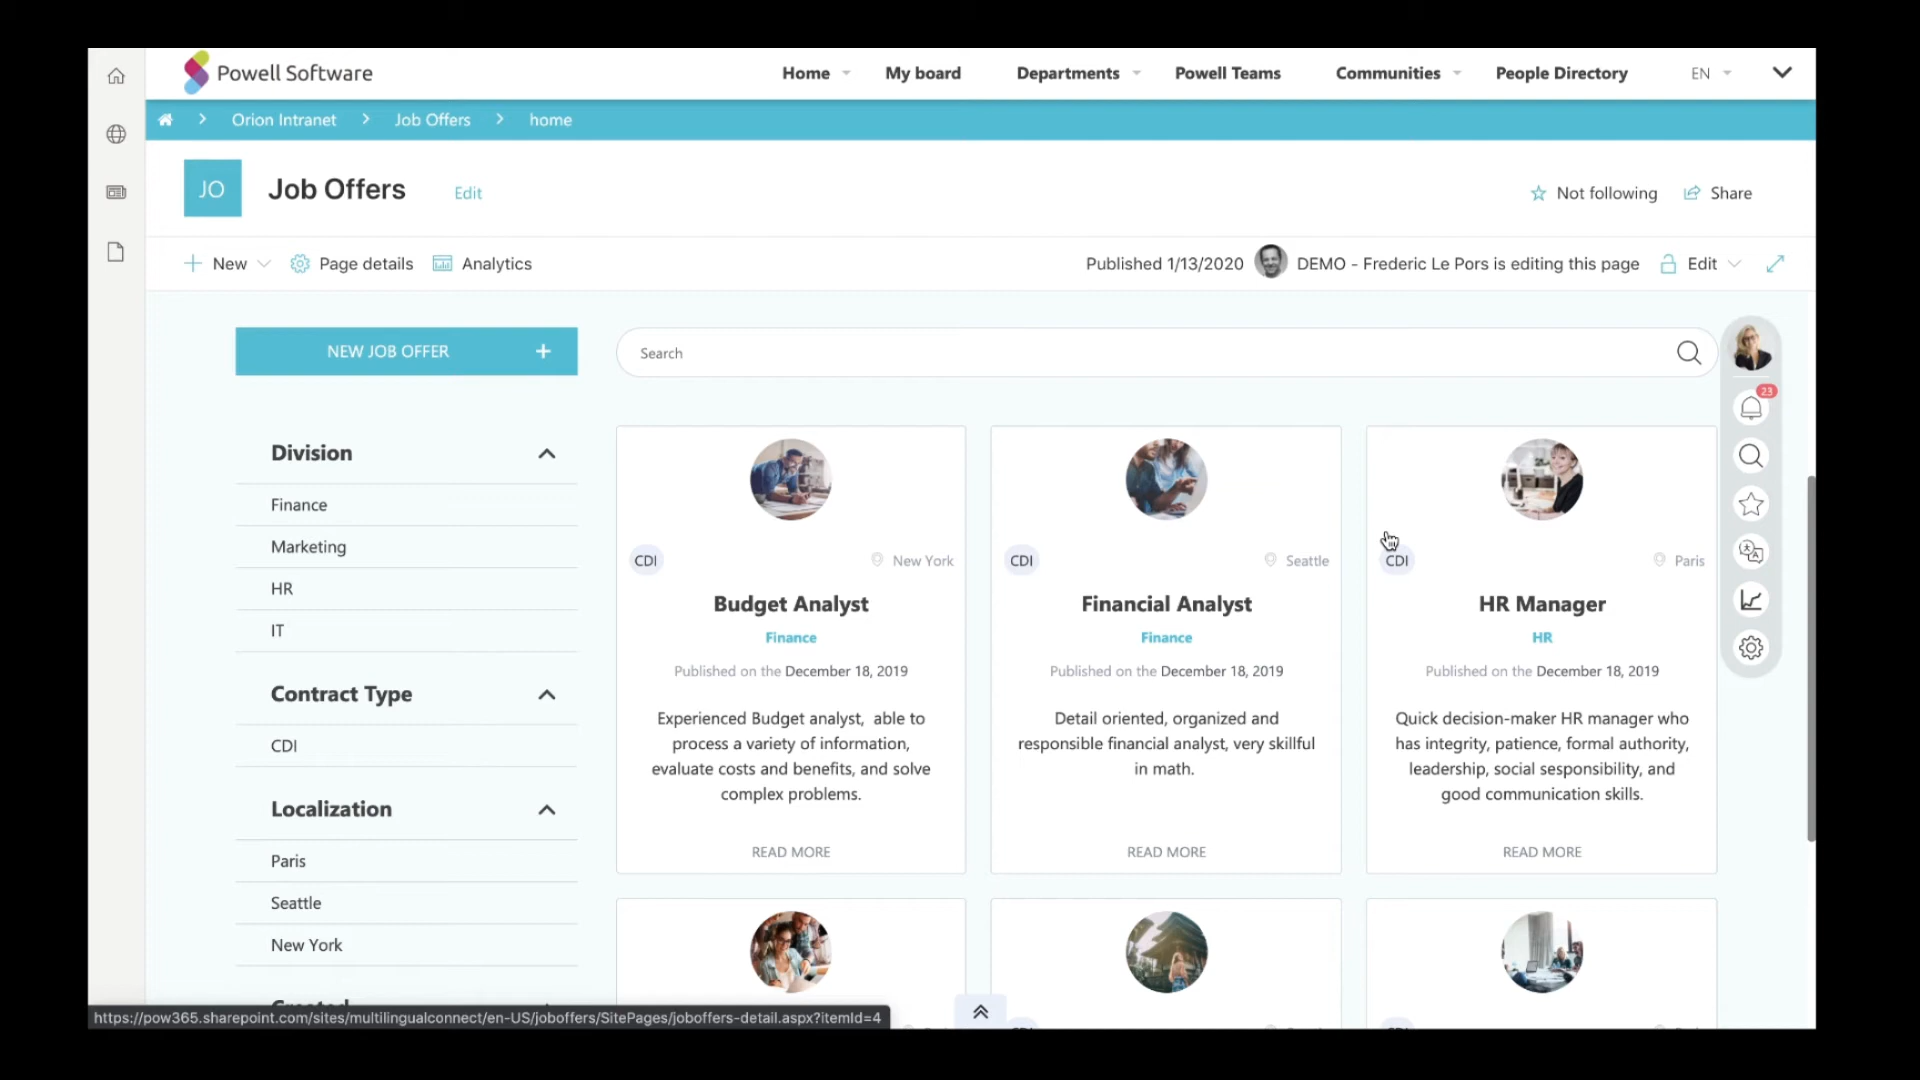 Powell Software
Home
My board
Departments
Powell Teams
Communities
People Directory
EN
Orion Intranet
Job Offers
home
JO
Job Offers
Edit
Not following
Share
New
Page details
Analytics
Published 1/13/2020
DEMO - Frederic Le Pors is editing this page
Edit
NEW JOB OFFER
Search
23
Division
Finance
Marketing
HR
IT
Contract Type
CDI
Localization
Paris
Seattle
New York
Created
CDI
New York
Budget Analyst
Finance
Published on the December 18, 2019
Experienced Budget analyst, able to
process a variety of information,
evaluate costs and benefits, and solve
complex problems.
READ MORE
CDI
Seattle
Financial Analyst
Finance
Published on the December 18, 2019
Detail oriented, organized and
responsible financial analyst, very skillful
in math.
READ MORE
CDI
Paris
HR Manager
HR
Published on the December 18, 2019
Quick decision-maker HR manager who
has integrity, patience, formal authority,
leadership, social sesponsibility, and
good communication skills.
READ MORE
https://pow365.sharepoint.com/sites/multilingualconnect/en-US/joboffers/SitePages/joboffers-detail.aspx?itemId=4